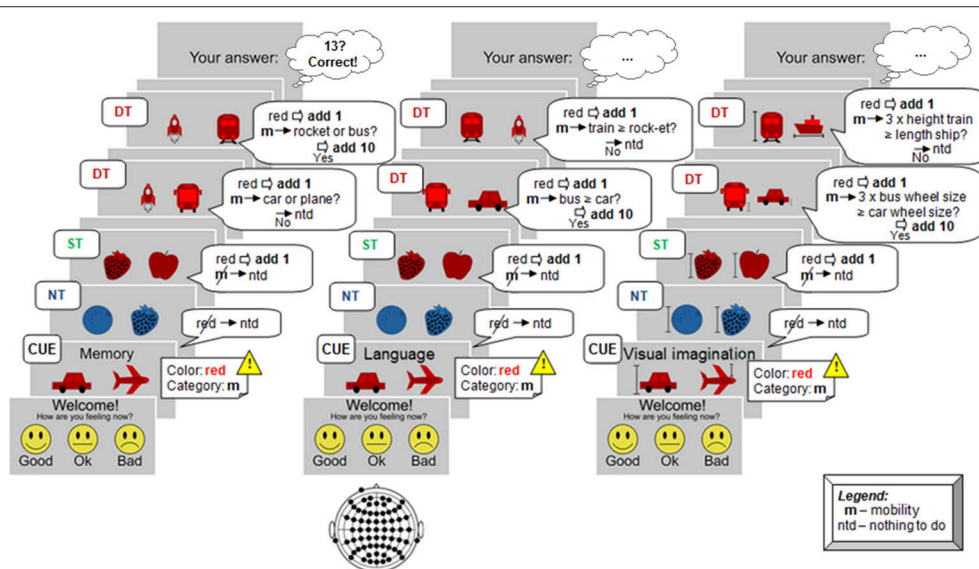 Your answer:
13?
Correct!
DT
red ⇨ add 1
m → rocket or bus?
⇨ add 10
Yes
DT
red ⇨ add 1
m → car or plane?
→ ntd
No
ST
red ⇨ add 1
m → ntd
NT
red → ntd
CUE
Memory
Color: red
Category: m
!
Welcome!
How are you feeling now?
Good Ok Bad
Your answer:
...
DT
red ⇨ add 1
m → train ≥ rock-et?
→ ntd
No
DT
red ⇨ add 1
m → bus ≥ car?
⇨ add 10
Yes
ST
red ⇨ add 1
m → ntd
NT
red → ntd
CUE
Language
Color: red
Category: m
!
Welcome!
How are you feeling now?
Good Ok Bad
Your answer:
...
DT
red ⇨ add 1
m → 3 x height train
≥ length ship?
→ ntd
No
DT
red ⇨ add 1
m → 3 x bus wheel size
≥ car wheel size?
⇨ add 10
Yes
ST
red ⇨ add 1
m → ntd
NT
red → ntd
CUE
Visual imagination
Color: red
Category: m
!
Welcome!
How are you feeling now?
Good Ok Bad
Legend:
m – mobility
ntd – nothing to do